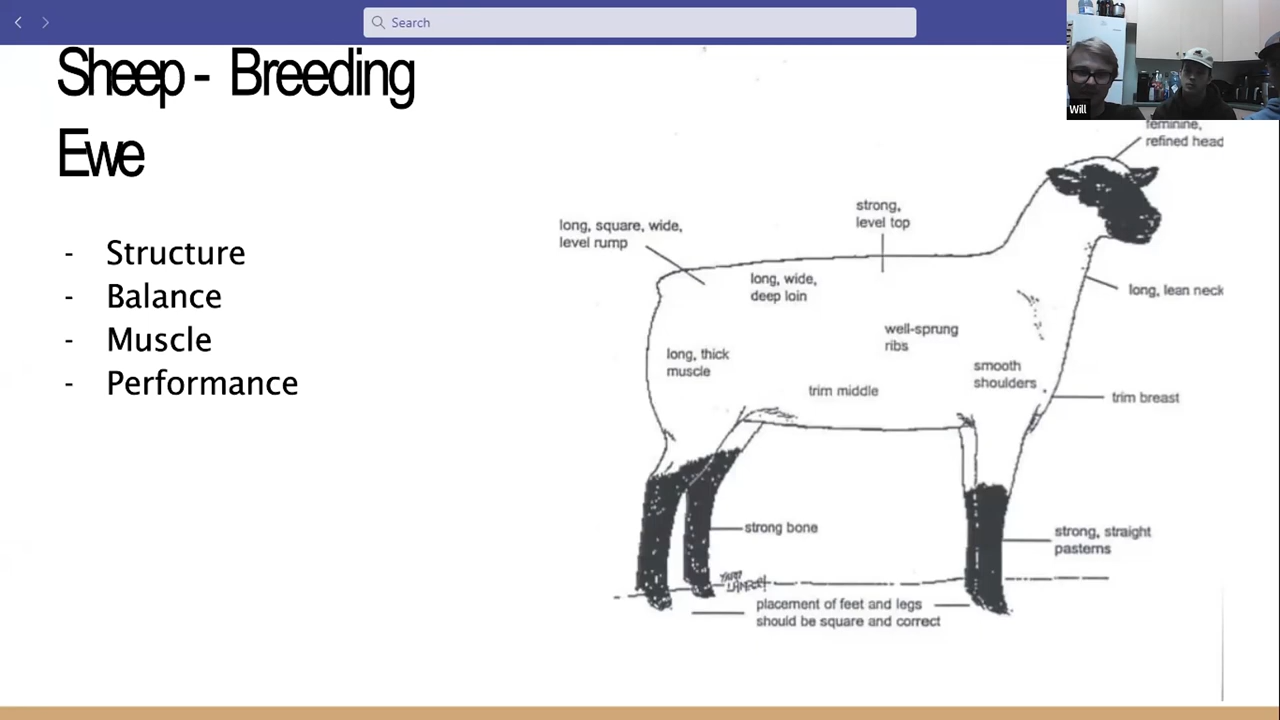 Search
Will
Sheep - Breeding
Ewe
- Structure
- Balance
- Muscle
- Performance
feminine,
refined head
strong,
level top
long, square, wide,
level rump
long, wide,
deep loin
long, lean neck
well-sprung
ribs
long, thick
muscle
smooth
shoulders
trim middle
trim breast
strong bone
strong, straight
pasterns
placement of feet and legs
should be square and correct